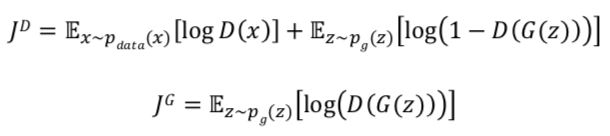 J^D = 𝔼_{x~p_{data}(x)}[log D(x)] + 𝔼_{z~p_g(z)}[log(1 − D(G(z)))]
J^G = 𝔼_{z~p_g(z)}[log(D(G(z)))]